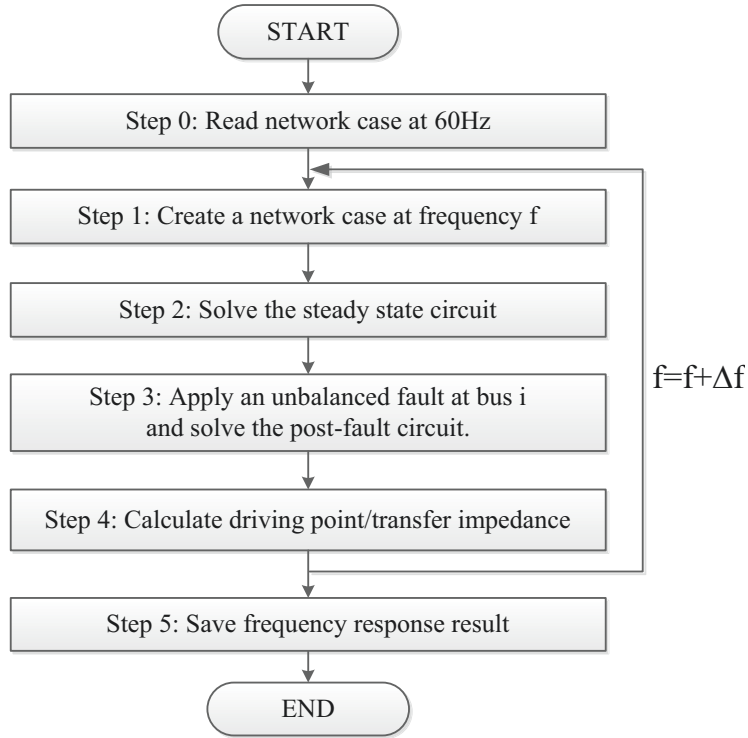 START
Step 0: Read network case at 60Hz
Step 1: Create a network case at frequency f
Step 2: Solve the steady state circuit
f=f+Δf
Step 3: Apply an unbalanced fault at bus i
and solve the post-fault circuit.
Step 4: Calculate driving point/transfer impedance
Step 5: Save frequency response result
END